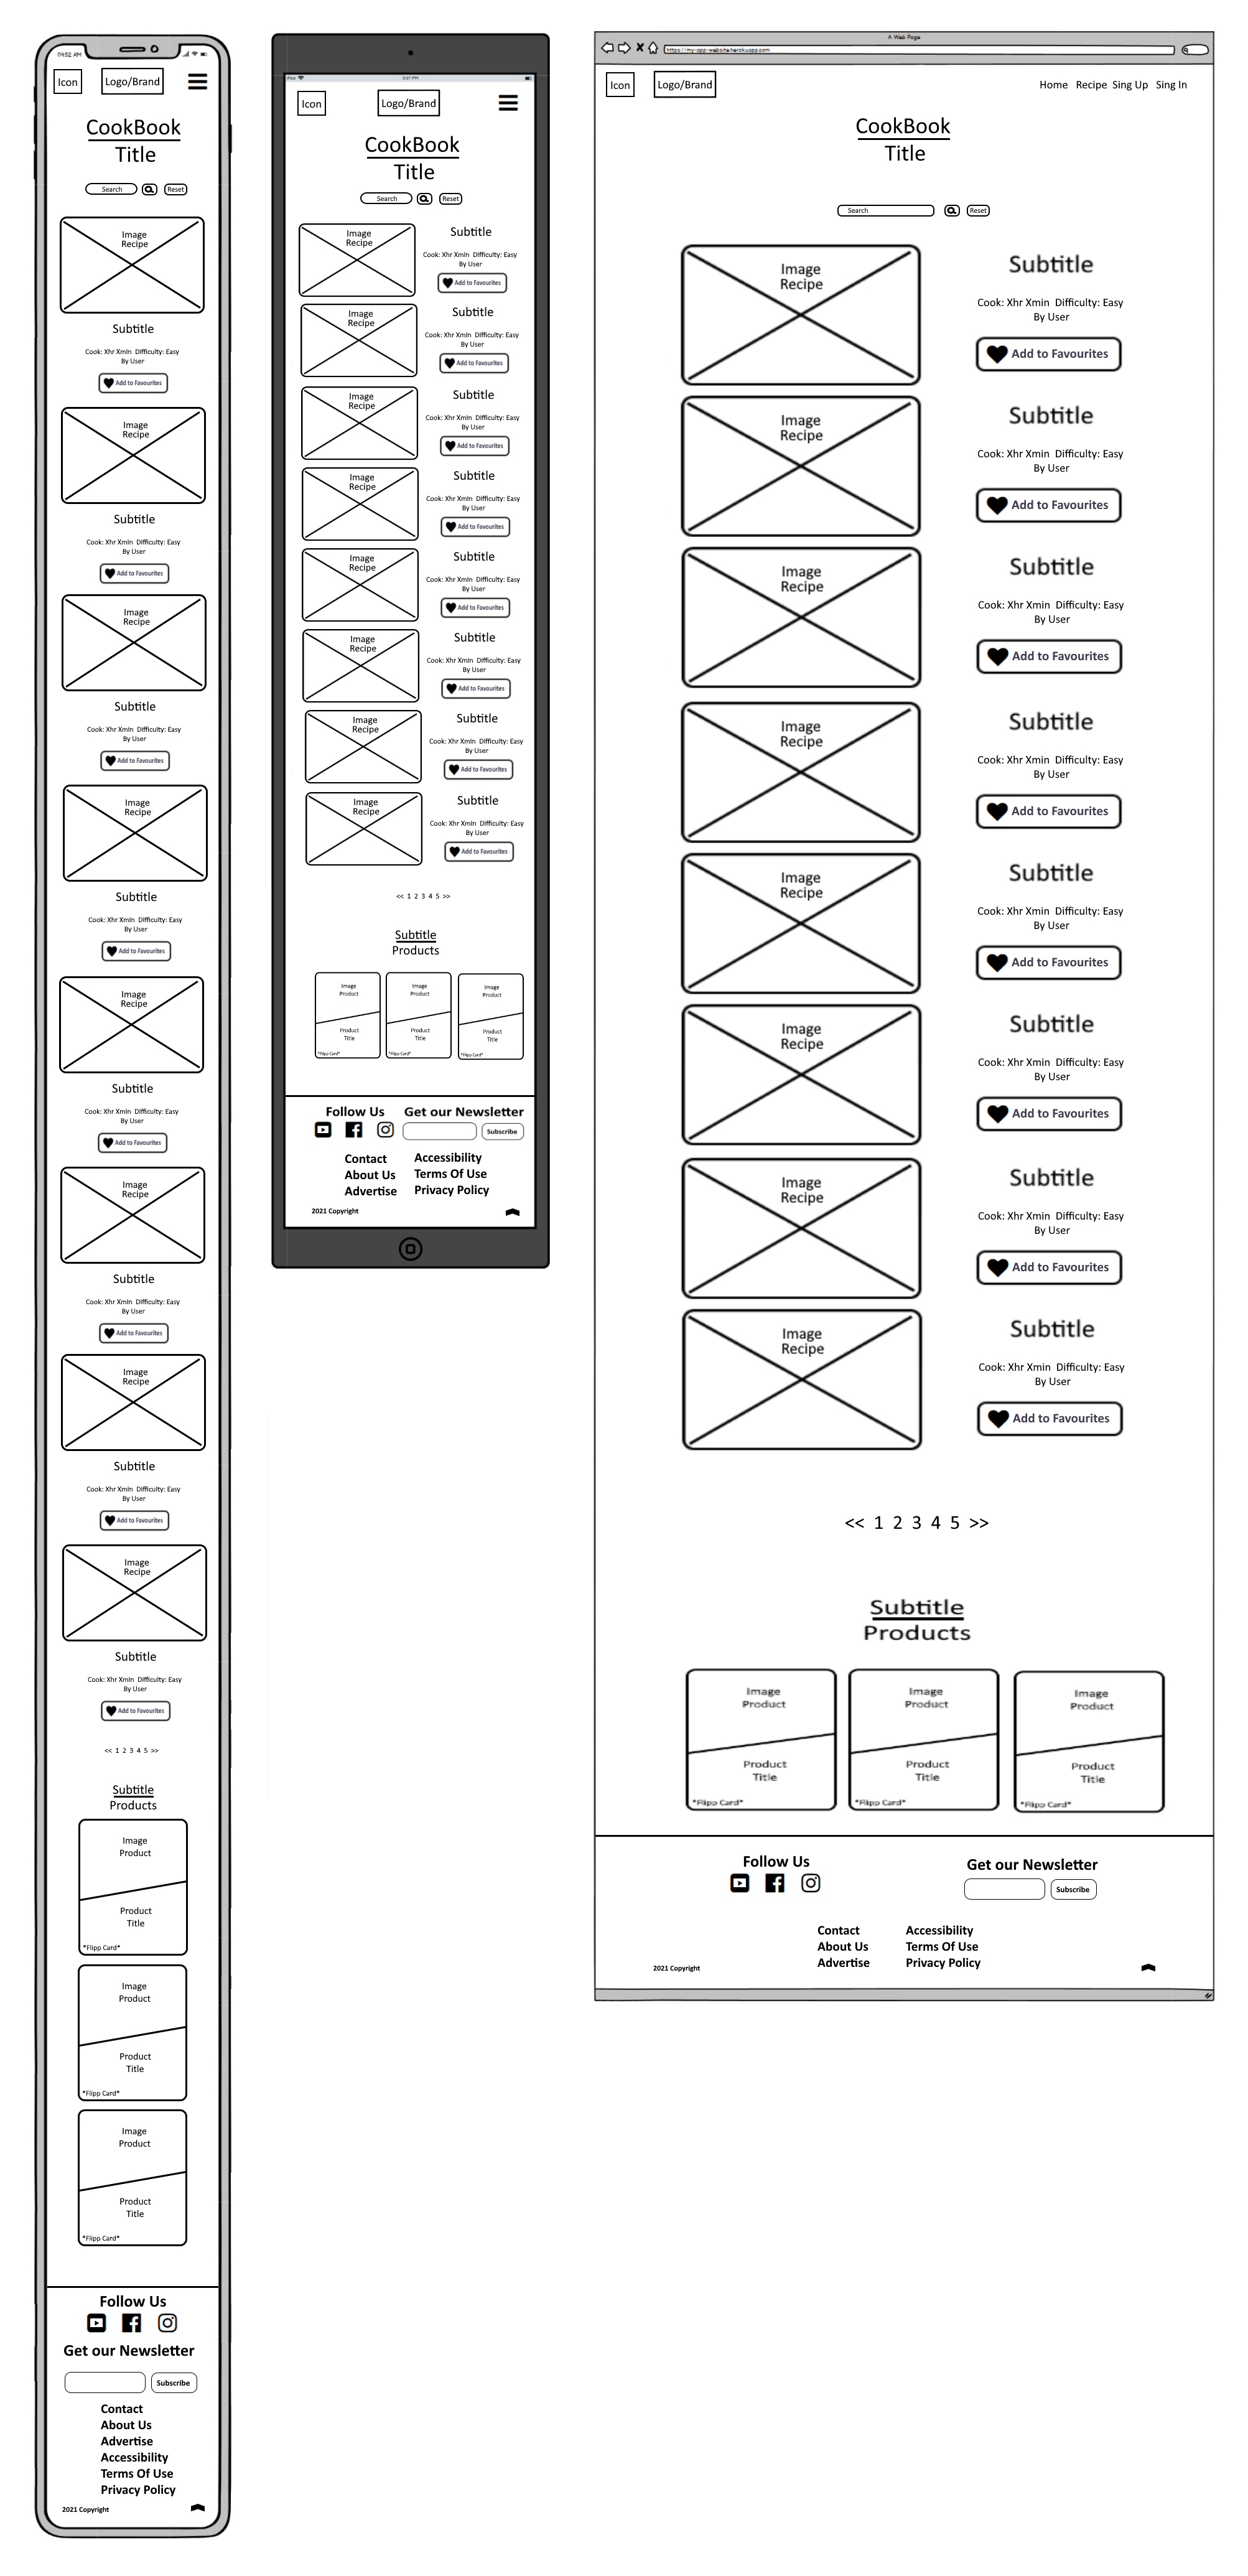 09:52 AM
Icon
Logo/Brand
CookBook
Title
Search
Reset
Image
Recipe
Subtitle
Cook: Xhr Xmin Difficulty: Easy
By User
Add to Favourites
Image
Recipe
Subtitle
Cook: Xhr Xmin Difficulty: Easy
By User
Add to Favourites
Image
Recipe
Subtitle
Cook: Xhr Xmin Difficulty: Easy
By User
Add to Favourites
Image
Recipe
Subtitle
Cook: Xhr Xmin Difficulty: Easy
By User
Add to Favourites
Image
Recipe
Subtitle
Cook: Xhr Xmin Difficulty: Easy
By User
Add to Favourites
Image
Recipe
Subtitle
Cook: Xhr Xmin Difficulty: Easy
By User
Add to Favourites
Image
Recipe
Subtitle
Cook: Xhr Xmin Difficulty: Easy
By User
Add to Favourites
Image
Recipe
Subtitle
Cook: Xhr Xmin Difficulty: Easy
By User
Add to Favourites
<< 1 2 3 4 5 >>
Subtitle
Products
Image
Product
Product
Title
*Flipp Card*
Image
Product
Product
Title
*Flipp Card*
Image
Product
Product
Title
*Flipp Card*
Follow Us
Get our Newsletter
Subscribe
Contact
About Us
Advertise
Accessibility
Terms Of Use
Privacy Policy
2021 Copyright
iPad
Icon
Logo/Brand
CookBook
Title
Search
Reset
Image
Recipe
Subtitle
Cook: Xhr Xmin Difficulty: Easy
By User
Add to Favourites
Image
Recipe
Subtitle
Cook: Xhr Xmin Difficulty: Easy
By User
Add to Favourites
Image
Recipe
Subtitle
Cook: Xhr Xmin Difficulty: Easy
By User
Add to Favourites
Image
Recipe
Subtitle
Cook: Xhr Xmin Difficulty: Easy
By User
Add to Favourites
Image
Recipe
Subtitle
Cook: Xhr Xmin Difficulty: Easy
By User
Add to Favourites
Image
Recipe
Subtitle
Cook: Xhr Xmin Difficulty: Easy
By User
Add to Favourites
Image
Recipe
Subtitle
Cook: Xhr Xmin Difficulty: Easy
By User
Add to Favourites
Image
Recipe
Subtitle
Cook: Xhr Xmin Difficulty: Easy
By User
Add to Favourites
<< 1 2 3 4 5 >>
Subtitle
Products
Image
Product
Product
Title
*Flipp Card*
Image
Product
Product
Title
*Flipp Card*
Image
Product
Product
Title
*Flipp Card*
Follow Us
Get our Newsletter
Subscribe
Contact
About Us
Advertise
Accessibility
Terms Of Use
Privacy Policy
2021 Copyright
A Web Page
https://my-app-website.herokuapp.com
Icon
Logo/Brand
Home Recipe Sing Up Sing In
CookBook
Title
Search
Reset
Image
Recipe
Subtitle
Cook: Xhr Xmin Difficulty: Easy
By User
Add to Favourites
Image
Recipe
Subtitle
Cook: Xhr Xmin Difficulty: Easy
By User
Add to Favourites
Image
Recipe
Subtitle
Cook: Xhr Xmin Difficulty: Easy
By User
Add to Favourites
Image
Recipe
Subtitle
Cook: Xhr Xmin Difficulty: Easy
By User
Add to Favourites
Image
Recipe
Subtitle
Cook: Xhr Xmin Difficulty: Easy
By User
Add to Favourites
Image
Recipe
Subtitle
Cook: Xhr Xmin Difficulty: Easy
By User
Add to Favourites
Image
Recipe
Subtitle
Cook: Xhr Xmin Difficulty: Easy
By User
Add to Favourites
Image
Recipe
Subtitle
Cook: Xhr Xmin Difficulty: Easy
By User
Add to Favourites
<< 1 2 3 4 5 >>
Subtitle
Products
Image
Product
Product
Title
*Flipp Card*
Image
Product
Product
Title
*Flipp Card*
Image
Product
Product
Title
*Flipp Card*
Follow Us
Get our Newsletter
Subscribe
Contact
About Us
Advertise
Accessibility
Terms Of Use
Privacy Policy
2021 Copyright